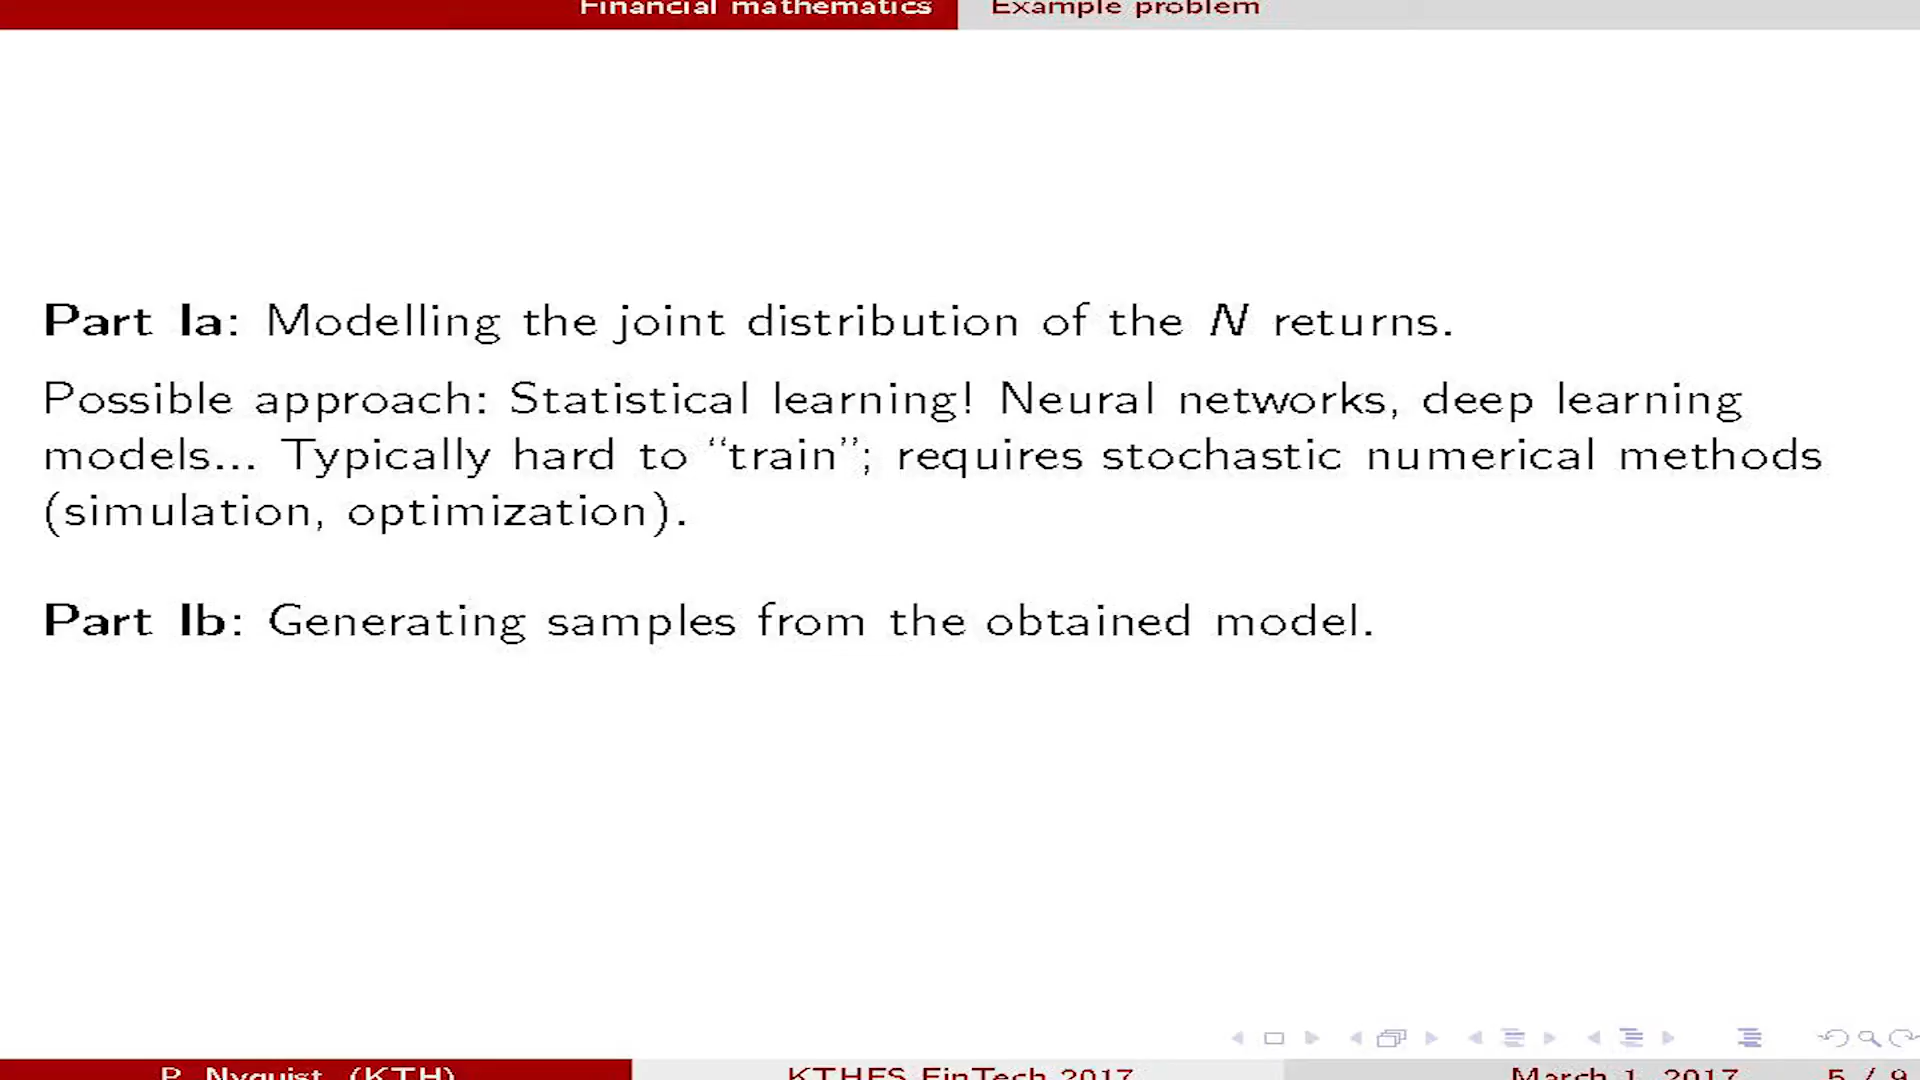 Financial mathematics Example problem
Part Ia: Modelling the joint distribution of the N returns.
Possible approach: Statistical learning! Neural networks, deep learning
models... Typically hard to “train”; requires stochastic numerical methods
(simulation, optimization).
Part Ib: Generating samples from the obtained model.
P. Nyquist (KTH) KTHFS FinTech 2017 March 1, 2017 5 / 9